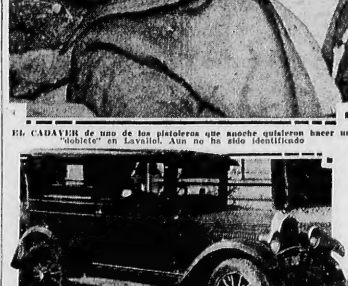 EL CADAVER de uno de los pistoleros que anoche quisieron hacer un
"doblete" en Lavallol. Aun no ha sido identificado